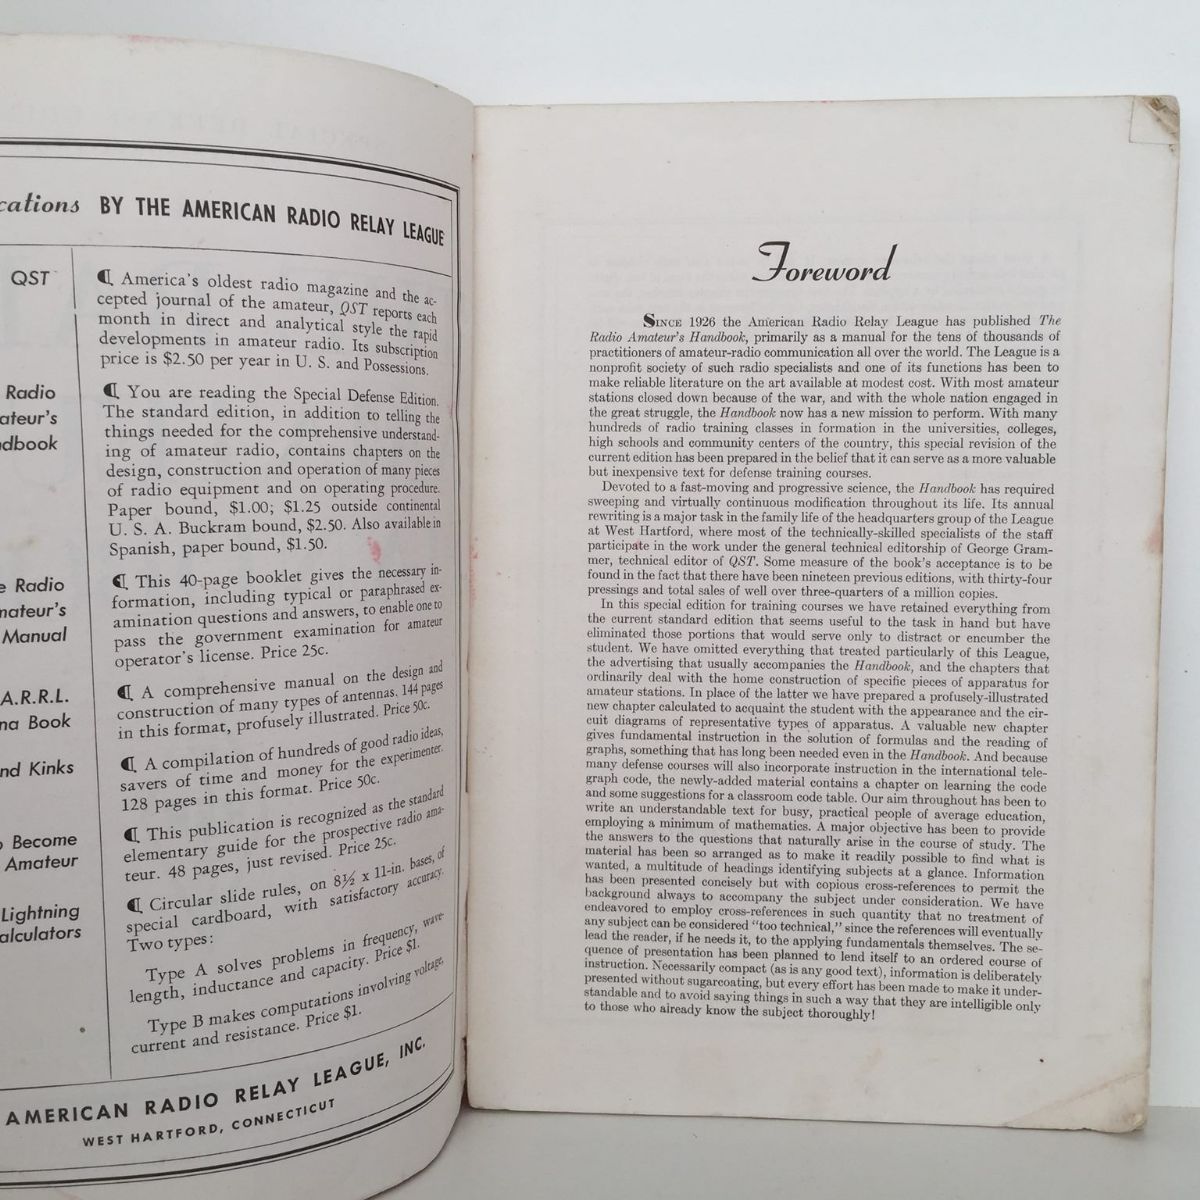 cations BY THE AMERICAN RADIO RELAY LEAGUE
QST
¶ America's oldest radio magazine and the ac-
cepted journal of the amateur, QST reports each
month in direct and analytical style the rapid
developments in amateur radio. Its subscription
price is $2.50 per year in U. S. and Possessions.
Radio
ateur's
dbook
¶ You are reading the Special Defense Edition.
The standard edition, in addition to telling the
things needed for the comprehensive understand-
ing of amateur radio, contains chapters on the
design, construction and operation of many pieces
of radio equipment and on operating procedure.
Paper bound, $1.00; $1.25 outside continental
U. S. A. Buckram bound, $2.50. Also available in
Spanish, paper bound, $1.50.
e Radio
mateur's
Manual
¶ This 40-page booklet gives the necessary in-
formation, including typical or paraphrased ex-
amination questions and answers, to enable one to
pass the government examination for amateur
operator's license. Price 25c.
A.R.R.L.
na Book
¶ A comprehensive manual on the design and
construction of many types of antennas. 144 pages
in this format, profusely illustrated. Price 50c.
nd Kinks
¶ A compilation of hundreds of good radio ideas,
savers of time and money for the experimenter.
128 pages in this format. Price 50c.
o Become
Amateur
¶ This publication is recognized as the standard
elementary guide for the prospective radio ama-
teur. 48 pages, just revised. Price 25c.
Lightning
alculators
¶ Circular slide rules, on 8½ x 11-in. bases, of
special cardboard, with satisfactory accuracy.
Two types:
Type A solves problems in frequency, wave-
length, inductance and capacity. Price $1.
Type B makes computations involving voltage,
current and resistance. Price $1.
AMERICAN RADIO RELAY LEAGUE, INC.
WEST HARTFORD, CONNECTICUT
Foreword
SINCE 1926 the American Radio Relay League has published The
Radio Amateur's Handbook, primarily as a manual for the tens of thousands of
practitioners of amateur-radio communication all over the world. The League is a
nonprofit society of such radio specialists and one of its functions has been to
make reliable literature on the art available at modest cost. With most amateur
stations closed down because of the war, and with the whole nation engaged in
the great struggle, the Handbook now has a new mission to perform. With many
hundreds of radio training classes in formation in the universities, colleges,
high schools and community centers of the country, this special revision of the
current edition has been prepared in the belief that it can serve as a more valuable
but inexpensive text for defense training courses.
Devoted to a fast-moving and progressive science, the Handbook has required
sweeping and virtually continuous modification throughout its life. Its annual
rewriting is a major task in the family life of the headquarters group of the League
at West Hartford, where most of the technically-skilled specialists of the staff
participate in the work under the general technical editorship of George Gram-
mer, technical editor of QST. Some measure of the book's acceptance is to be
found in the fact that there have been nineteen previous editions, with thirty-four
pressings and total sales of well over three-quarters of a million copies.
In this special edition for training courses we have retained everything from
the current standard edition that seems useful to the task in hand but have
eliminated those portions that would serve only to distract or encumber the
student. We have omitted everything that treated particularly of this League,
the advertising that usually accompanies the Handbook, and the chapters that
ordinarily deal with the home construction of specific pieces of apparatus for
amateur stations. In place of the latter we have prepared a profusely-illustrated
new chapter calculated to acquaint the student with the appearance and the cir-
cuit diagrams of representative types of apparatus. A valuable new chapter
gives fundamental instruction in the solution of formulas and the reading of
graphs, something that has long been needed even in the Handbook. And because
many defense courses will also incorporate instruction in the international tele-
graph code, the newly-added material contains a chapter on learning the code
and some suggestions for a classroom code table. Our aim throughout has been to
write an understandable text for busy, practical people of average education,
employing a minimum of mathematics. A major objective has been to provide
the answers to the questions that naturally arise in the course of study. The
material has been so arranged as to make it readily possible to find what is
wanted, a multitude of headings identifying subjects at a glance. Information
has been presented concisely but with copious cross-references to permit the
background always to accompany the subject under consideration. We have
endeavored to employ cross-references in such quantity that no treatment of
any subject can be considered "too technical," since the references will eventually
lead the reader, if he needs it, to the applying fundamentals themselves. The se-
quence of presentation has been planned to lend itself to an ordered course of
instruction. Necessarily compact (as is any good text), information is deliberately
presented without sugarcoating, but every effort has been made to make it under-
standable and to avoid saying things in such a way that they are intelligible only
to those who already know the subject thoroughly!